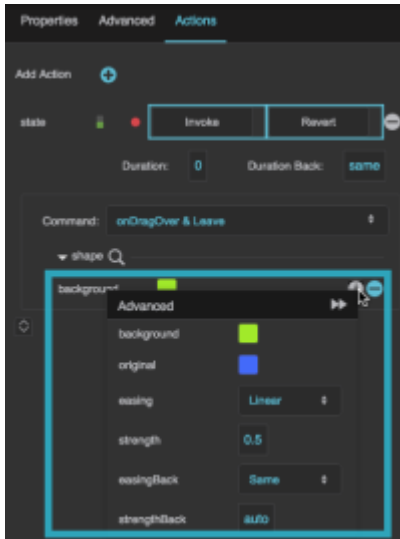 Properties Advanced Actions
Add Action
state Invoke Revert
Duration: 0 Duration Back: same
Command: onDragOver & Leave
shape
background
Advanced
background
original
easing Linear
strength 0.5
easingBack Same
strengthBack auto